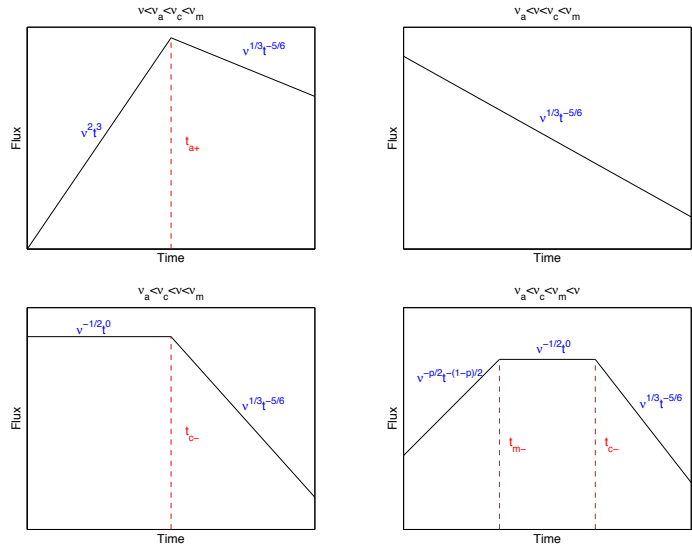 ν<ν_a<ν_c<ν_m
Flux
ν^2t^3
ν^{1/3}t^{-5/6}
t_{a+}
Time
ν_a<ν<ν_c<ν_m
Flux
ν^{1/3}t^{-5/6}
Time
ν_a<ν_c<ν<ν_m
Flux
ν^{-1/2}t^0
ν^{1/3}t^{-5/6}
t_{c-}
Time
ν_a<ν_c<ν_m<ν
Flux
ν^{-p/2}t^{-(1-p)/2}
ν^{-1/2}t^0
ν^{1/3}t^{-5/6}
t_{m-}
t_{c-}
Time